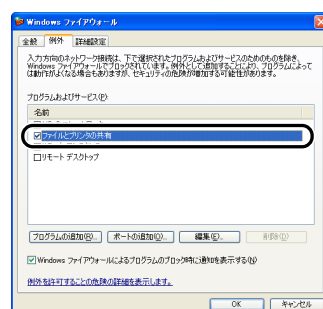 Windows ファイアウォール
全般 例外 詳細設定
入力方向のネットワーク接続は、下で選択されたプログラムおよびサービスのためのものを除き、
Windows ファイアウォールでブロックされています。例外として追加することにより、プログラムによって
は動作がよくなる場合もありますが、セキュリティの危険が増加する可能性があります。
プログラムおよびサービス(P):
名前
ファイルとプリンタの共有
リモート デスクトップ
プログラムの追加(R)... ポートの追加(O)... 編集(E)... 削除(D)
Windows ファイアウォールによるプログラムのブロック時に通知を表示する(N)
例外を許可することの危険の詳細を表示します。
OK キャンセル